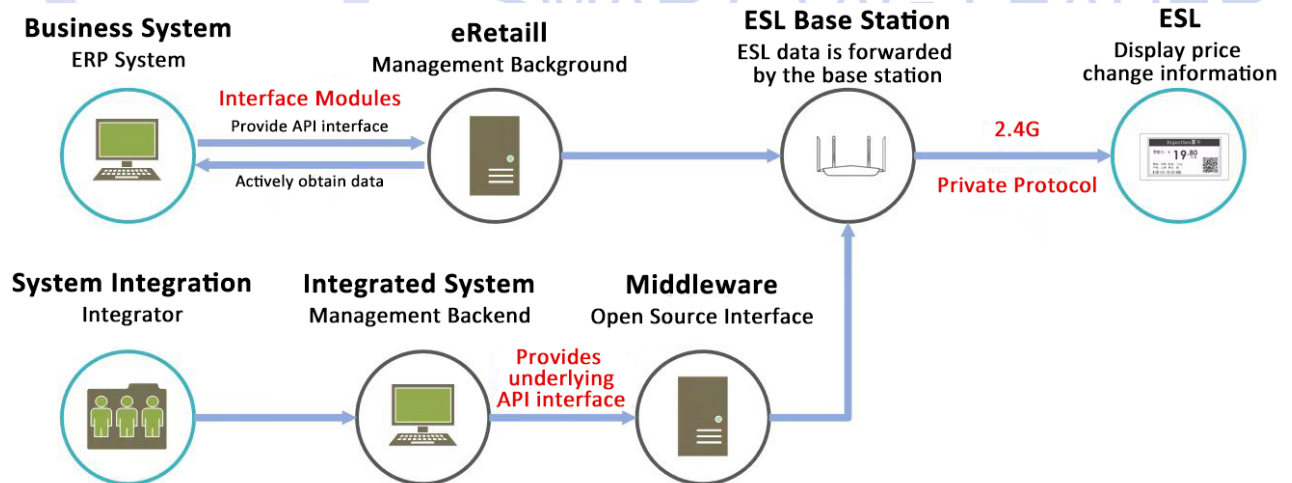 Business System
ERP System
eRetaill
Management Background
ESL Base Station
ESL data is forwarded
by the base station
ESL
Display price
change information
Interface Modules
Provide API interface
Actively obtain data
2.4G
Private Protocol
19.80
System Integration
Integrator
Integrated System
Management Backend
Middleware
Open Source Interface
Provides
underlying
API interface